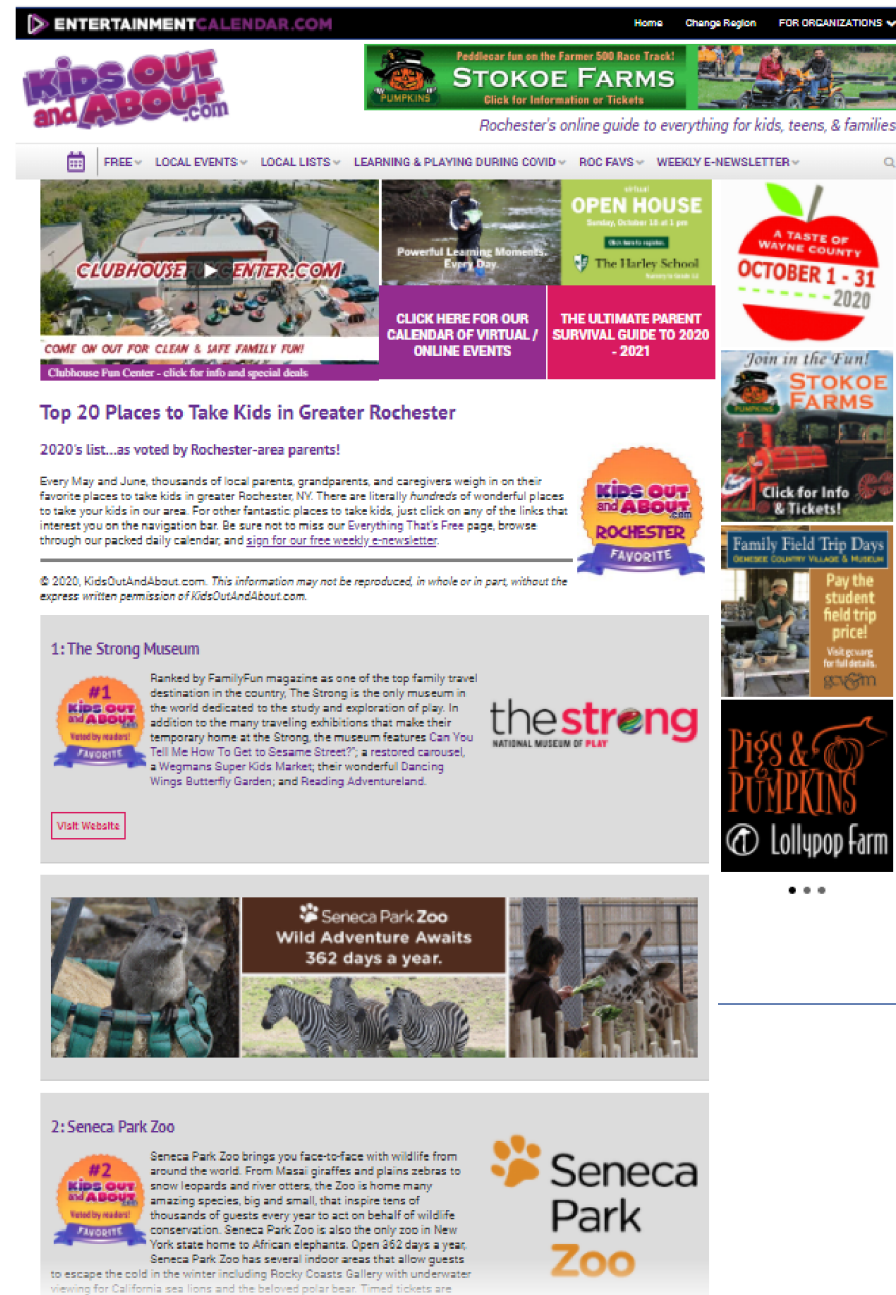 ENTERTAINMENTCALENDAR.COM
Home Change Region FOR ORGANIZATIONS
KIDS OUT
and ABOUT
.com
Peddlecar fun on the Farmer 500 Race Track!
STOKOE FARMS
Click for Information or Tickets
PUMPKINS
Rochester's online guide to everything for kids, teens, & families
FREE LOCAL EVENTS LOCAL LISTS LEARNING & PLAYING DURING COVID ROC FAVS WEEKLY E-NEWSLETTER
CLUBHOUSEFUNCENTER.COM
COME ON OUT FOR CLEAN & SAFE FAMILY FUN!
Clubhouse Fun Center - click for info and special deals
Powerful Learning Moments.
Every Day.
virtual
OPEN HOUSE
Sunday, October 18 at 1 pm
Click here to register.
The Harley School
CLICK HERE FOR OUR
CALENDAR OF VIRTUAL /
ONLINE EVENTS
THE ULTIMATE PARENT
SURVIVAL GUIDE TO 2020
- 2021
A TASTE OF
WAYNE COUNTY
OCTOBER 1 - 31
2020
Join in the Fun!
STOKOE
FARMS
PUMPKINS
Click for Info
& Tickets!
Family Field Trip Days
GENESEE COUNTRY VILLAGE & MUSEUM
Pay the
student
field trip
price!
Visit gcv.org
for full details.
gcv&m
Pigs &
PUMPKINS
Lollypop Farm
Top 20 Places to Take Kids in Greater Rochester
2020's list...as voted by Rochester-area parents!
Every May and June, thousands of local parents, grandparents, and caregivers weigh in on their
favorite places to take kids in greater Rochester, NY. There are literally hundreds of wonderful places
to take your kids in our area. For other fantastic places to take kids, just click on any of the links that
interest you on the navigation bar. Be sure not to miss our Everything That's Free page, browse
through our packed daily calendar, and sign for our free weekly e-newsletter.
KIDS OUT
and ABOUT
.com
ROCHESTER
FAVORITE
© 2020, KidsOutAndAbout.com. This information may not be reproduced, in whole or in part, without the
express written permission of KidsOutAndAbout.com.
1: The Strong Museum
#1
KIDS OUT
and ABOUT
.com
Voted by readers!
FAVORITE
Ranked by FamilyFun magazine as one of the top family travel
destination in the country, The Strong is the only museum in
the world dedicated to the study and exploration of play. In
addition to the many traveling exhibitions that make their
temporary home at the Strong, the museum features Can You
Tell Me How To Get to Sesame Street?"; a restored carousel,
a Wegmans Super Kids Market; their wonderful Dancing
Wings Butterfly Garden; and Reading Adventureland.
thestrong
NATIONAL MUSEUM OF PLAY
Visit Website
Seneca Park Zoo
Wild Adventure Awaits
362 days a year.
2: Seneca Park Zoo
#2
KIDS OUT
and ABOUT
.com
Voted by readers!
FAVORITE
Seneca Park Zoo brings you face-to-face with wildlife from
around the world. From Masai giraffes and plains zebras to
snow leopards and river otters, the Zoo is home many
amazing species, big and small, that inspire tens of
thousands of guests every year to act on behalf of wildlife
conservation. Seneca Park Zoo is also the only zoo in New
York state home to African elephants. Open 362 days a year,
Seneca Park Zoo has several indoor areas that allow guests
to escape the cold in the winter including Rocky Coasts Gallery with underwater
viewing for California sea lions and the beloved polar bear. Timed tickets are
Seneca
Park
Zoo